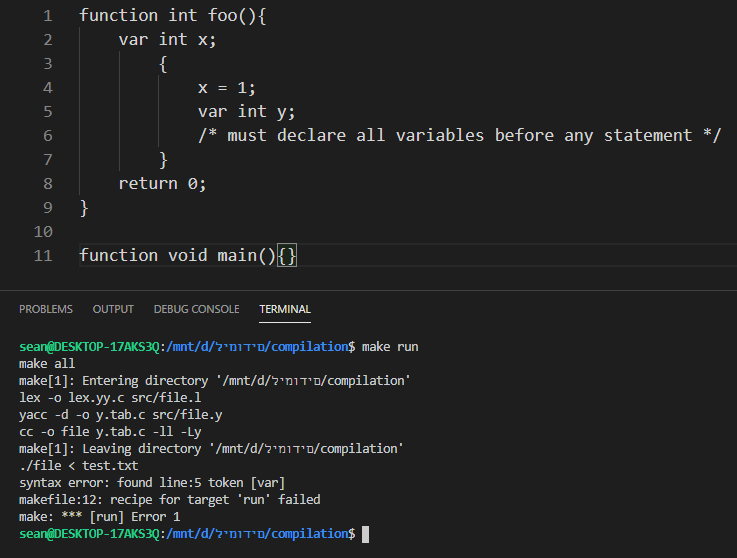 1 function int foo(){
2 var int x;
3 {
4 x = 1;
5 var int y;
6 /* must declare all variables before any statement */
7 }
8 return 0;
9 }
10
11 function void main(){}
PROBLEMS OUTPUT DEBUG CONSOLE TERMINAL
sean@DESKTOP-17AKS3Q:/mnt/d/לימודים/compilation$ make run
make all
make[1]: Entering directory '/mnt/d/לימודים/compilation'
lex -o lex.yy.c src/file.l
yacc -d -o y.tab.c src/file.y
cc -o file y.tab.c -ll -Ly
make[1]: Leaving directory '/mnt/d/לימודים/compilation'
./file < test.txt
syntax error: found line:5 token [var]
makefile:12: recipe for target 'run' failed
make: *** [run] Error 1
sean@DESKTOP-17AKS3Q:/mnt/d/לימודים/compilation$